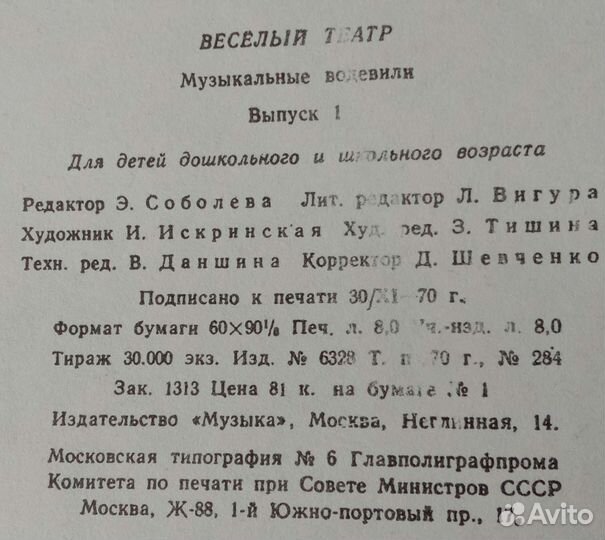 ВЕСЁЛЫЙ ТЕАТР
Музыкальные водевили
Выпуск 1
Для детей дошкольного и школьного возраста
Редактор Э. Соболева Лит. редактор Л. Вигура
Художник И. Искринская Худ. ред. З. Тишина
Техн. ред. В. Даншина Корректор Д. Шевченко
Подписано к печати 30/XI—70 г.
Формат бумаги 60×90¹/₈ Печ. л. 8,0 Уч.-изд. л. 8,0
Тираж 30.000 экз. Изд. № 6328 Т. п. 70 г., № 284
Зак. 1313 Цена 81 к. на бумаге № 1
Издательство «Музыка», Москва, Неглинная, 14.
Московская типография № 6 Главполиграфпрома
Комитета по печати при Совете Министров СССР
Москва, Ж-88, 1-й Южно-портовый пр.,
Avito